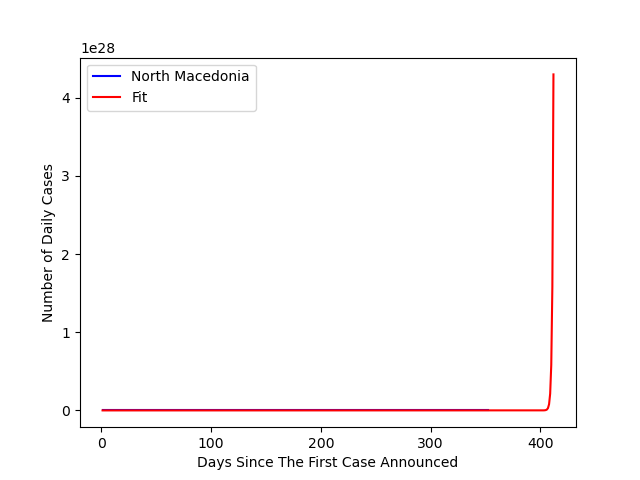 1e28
North Macedonia
Fit
4
3
2
1
0
Number of Daily Cases
0 100 200 300 400
Days Since The First Case Announced